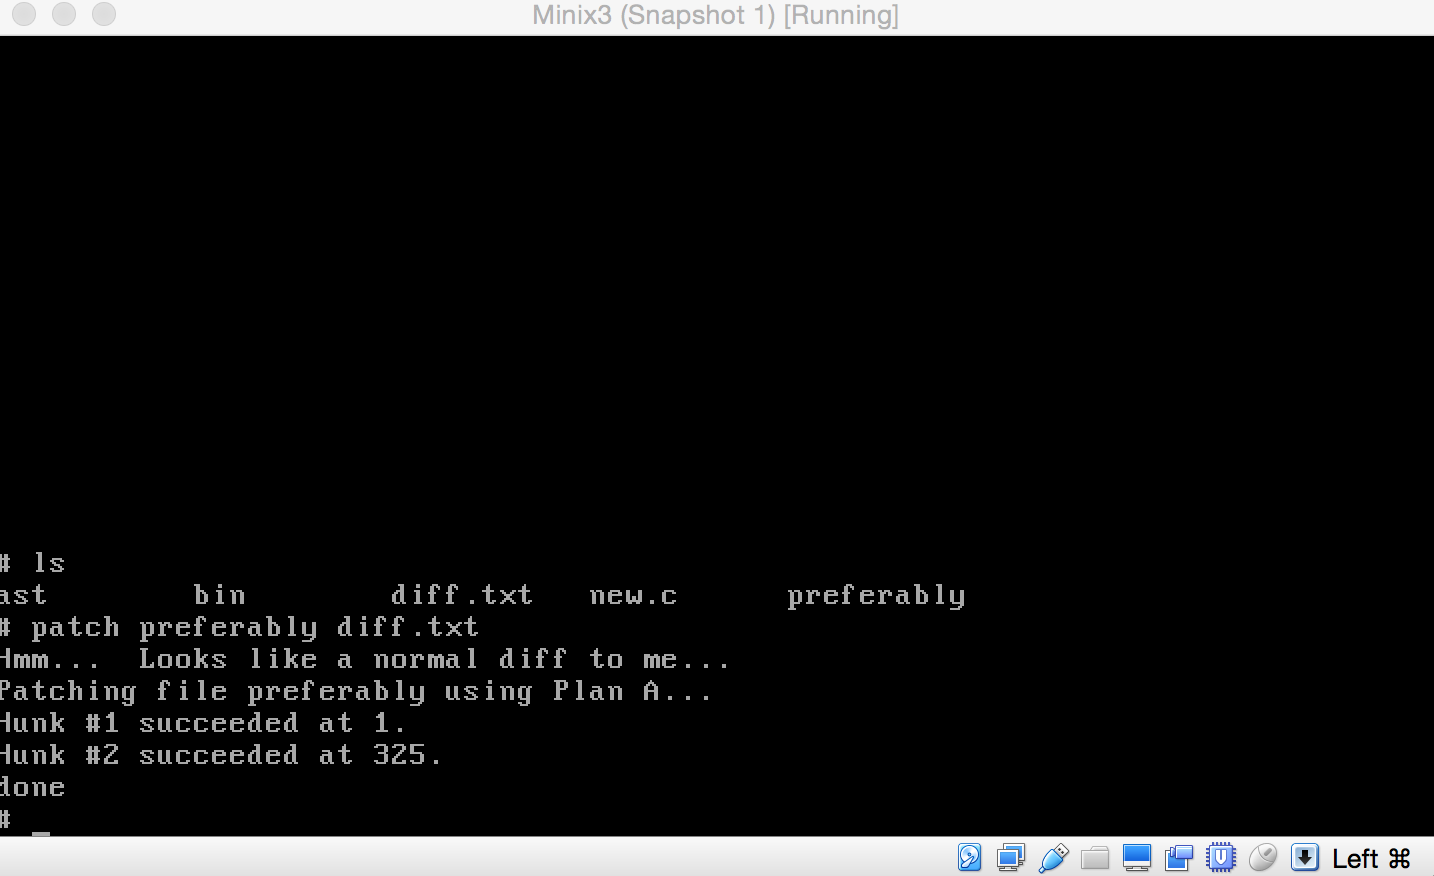 Minix3 (Snapshot 1) [Running]
# ls
ast bin diff.txt new.c preferably
# patch preferably diff.txt
Hmm... Looks like a normal diff to me...
Patching file preferably using Plan A...
Hunk #1 succeeded at 1.
Hunk #2 succeeded at 325.
done
#
Left ⌘